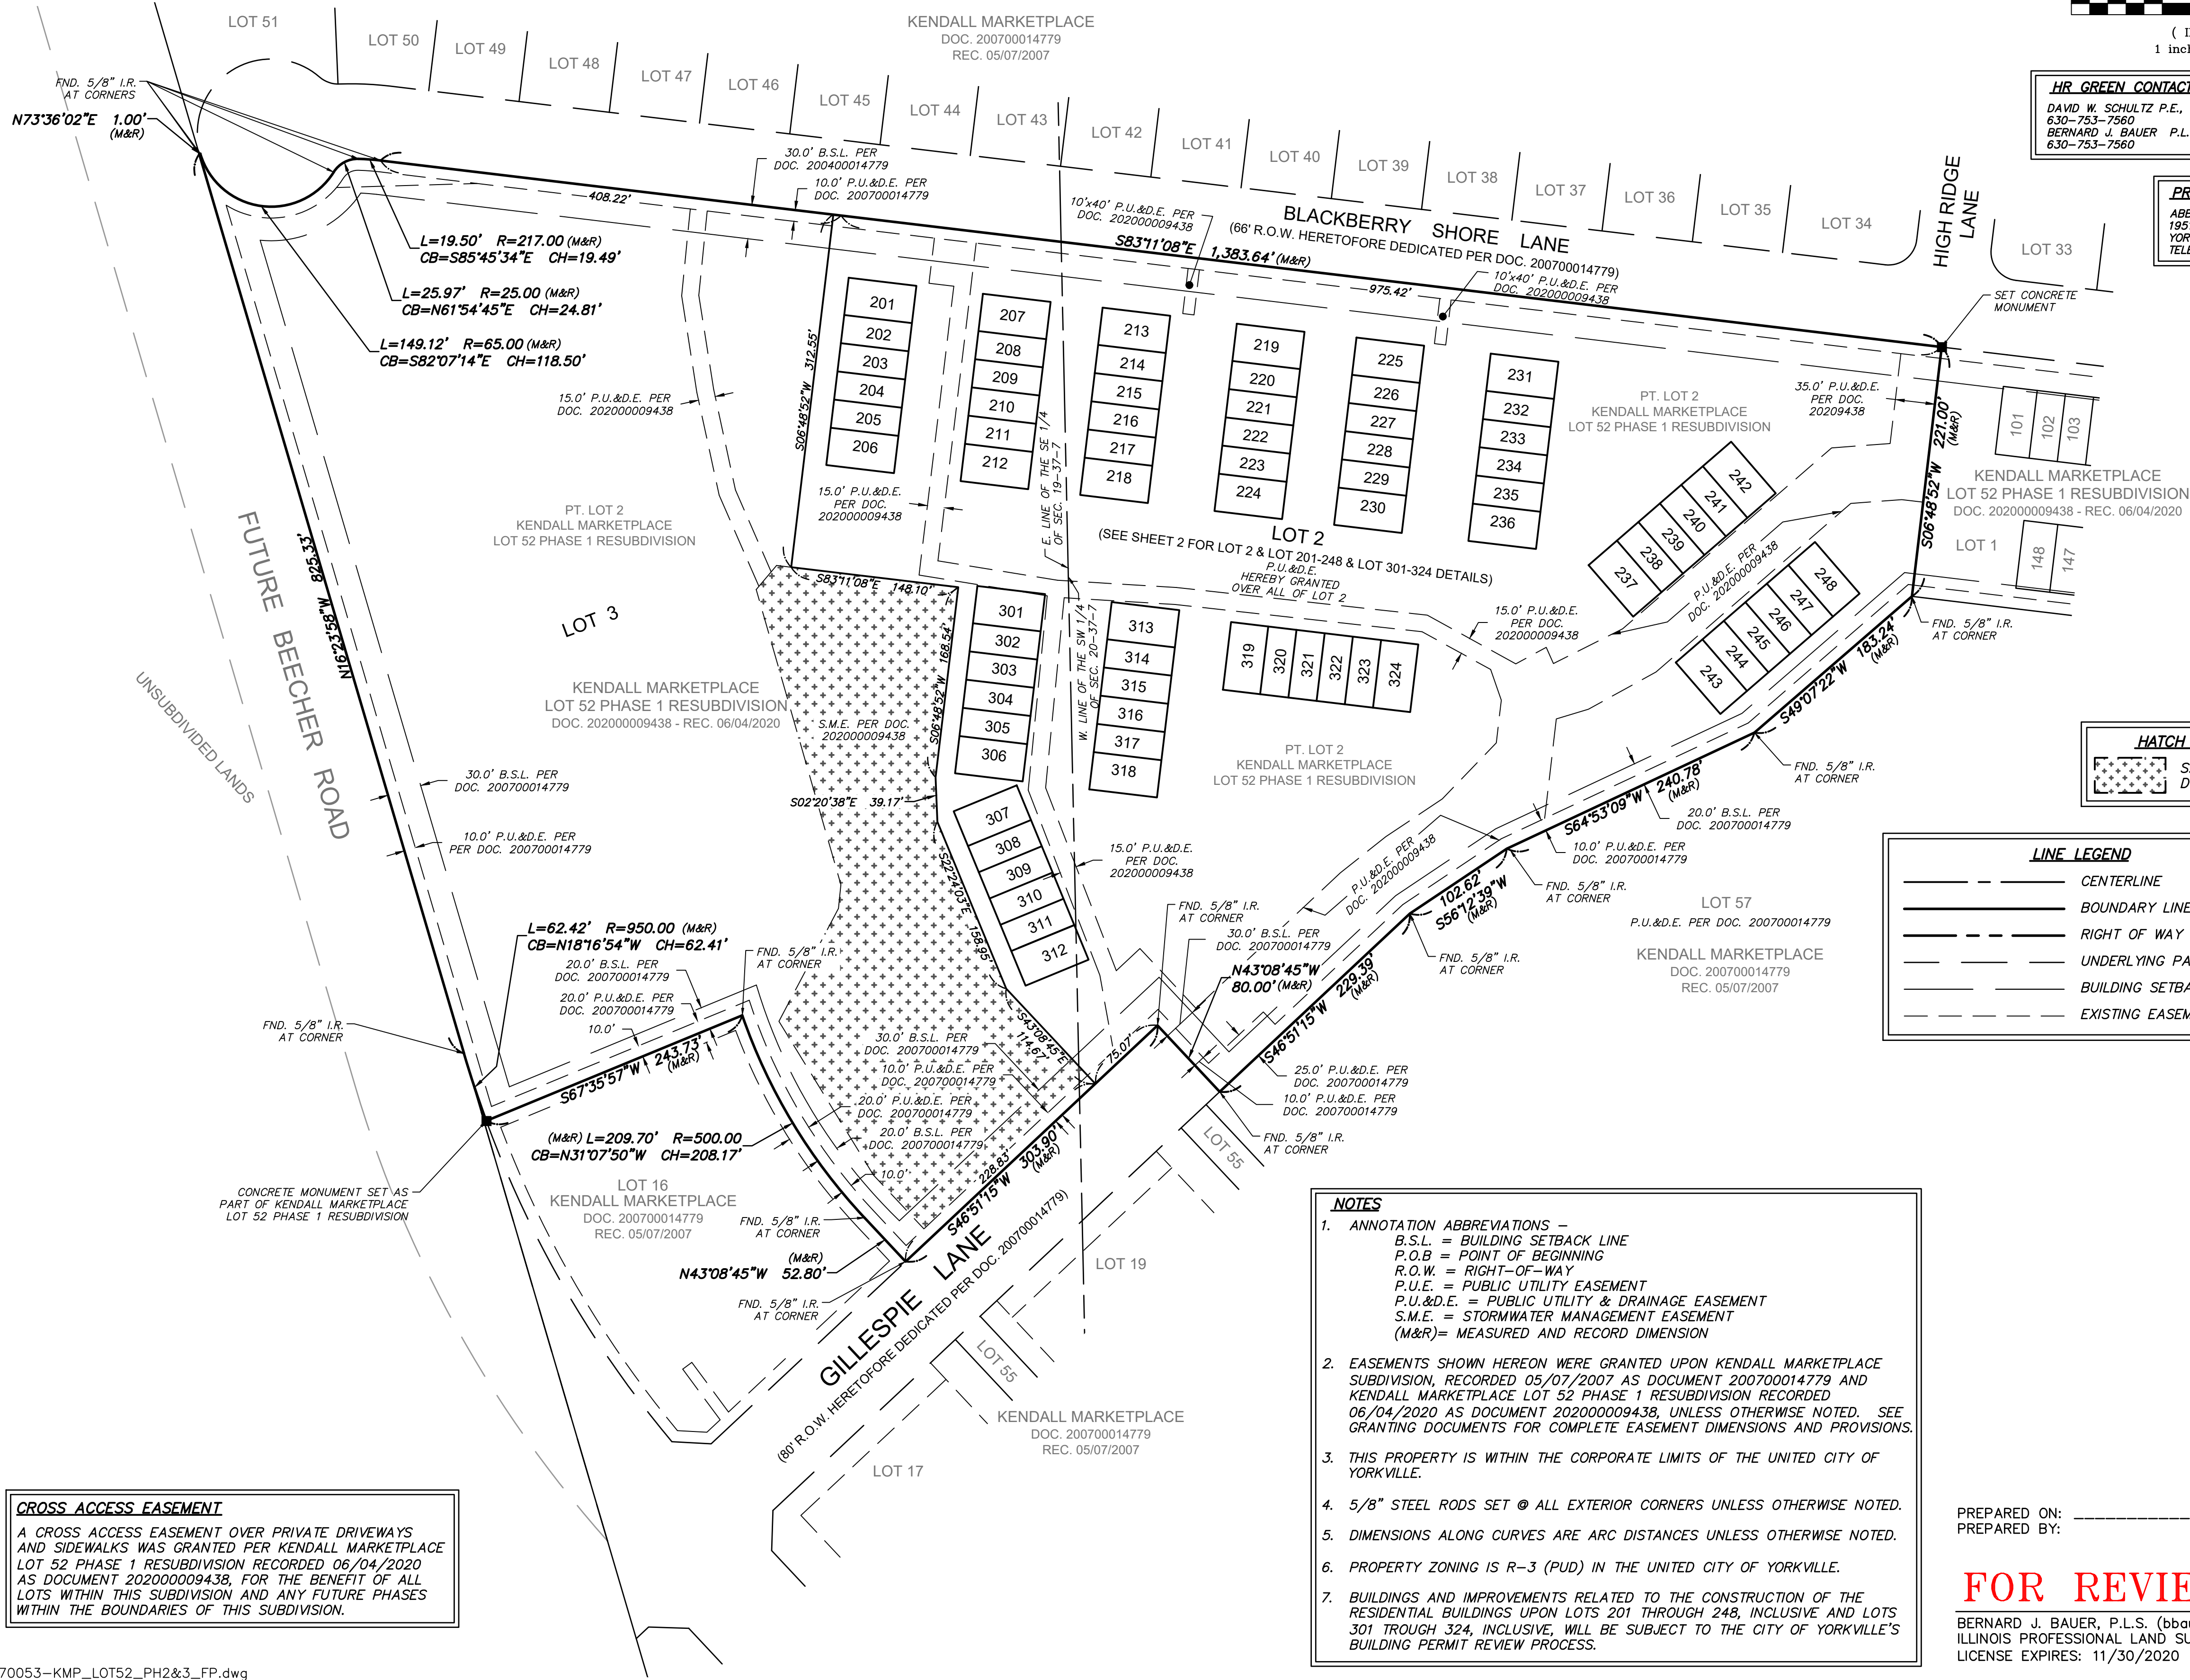 LOT 51
LOT 50
LOT 49
LOT 48
LOT 47
LOT 46
LOT 45
LOT 44
LOT 43
LOT 42
LOT 41
LOT 40
LOT 39
LOT 38
LOT 37
LOT 36
LOT 35
LOT 34
LOT 33
KENDALL MARKETPLACE
DOC. 200700014779
REC. 05/07/2007
1 inch
HR GREEN CONTACT
DAVID W. SCHULTZ P.E.,
630-753-7560
BERNARD J. BAUER P.L.
630-753-7560
HIGH RIDGE
LANE
FND. 5/8" I.R.
AT CORNERS
N73°36'02"E 1.00'
(M&R)
408.22'
30.0' B.S.L. PER
DOC. 200400014779
10.0' P.U.&D.E. PER
DOC. 200700014779
10'x40' P.U.&D.E. PER
DOC. 202000009438
BLACKBERRY SHORE LANE
(66' R.O.W. HERETOFORE DEDICATED PER DOC. 200700014779)
S83°11'08"E 1,383.64' (M&R)
975.42'
10'x40' P.U.&D.E. PER
DOC. 202000009438
SET CONCRETE
MONUMENT
L=19.50' R=217.00 (M&R)
CB=S85°45'34"E CH=19.49'
L=25.97' R=25.00 (M&R)
CB=N61°54'45"E CH=24.81'
L=149.12' R=65.00 (M&R)
CB=S82°07'14"E CH=118.50'
15.0' P.U.&D.E. PER
DOC. 202000009438
S06°48'52"W 312.55'
201
202
203
204
205
206
207
208
209
210
211
212
213
214
215
216
217
218
219
220
221
222
223
224
225
226
227
228
229
230
231
232
233
234
235
236
237
238
239
240
241
242
243
244
245
246
247
248
E. LINE OF THE SE 1/4
OF SEC. 19-37-7
PT. LOT 2
KENDALL MARKETPLACE
LOT 52 PHASE 1 RESUBDIVISION
35.0' P.U.&D.E.
PER DOC.
20209438
S06°48'52"W 221.00'
(M&R)
101
102
103
KENDALL MARKETPLACE
LOT 52 PHASE 1 RESUBDIVISION
DOC. 202000009438 - REC. 06/04/2020
LOT 1
148
147
15.0' P.U.&D.E.
PER DOC.
202000009438
PT. LOT 2
KENDALL MARKETPLACE
LOT 52 PHASE 1 RESUBDIVISION
LOT 2
(SEE SHEET 2 FOR LOT 2 & LOT 201-248 & LOT 301-324 DETAILS)
P.U.&D.E.
HEREBY GRANTED
OVER ALL OF LOT 2
P.U.&D.E. PER
DOC. 202000009438
15.0' P.U.&D.E.
PER DOC.
202000009438
FND. 5/8" I.R.
AT CORNER
FUTURE BEECHER ROAD
N16°23'58"W 825.33'
UNSUBDIVIDED LANDS
LOT 3
KENDALL MARKETPLACE
LOT 52 PHASE 1 RESUBDIVISION
DOC. 202000009438 - REC. 06/04/2020
S83°11'08"E 148.10'
S06°48'52"W 168.54'
S.M.E. PER DOC.
202000009438
301
302
303
304
305
306
307
308
309
310
311
312
313
314
315
316
317
318
319
320
321
322
323
324
W. LINE OF THE SW 1/4
OF SEC. 20-37-7
PT. LOT 2
KENDALL MARKETPLACE
LOT 52 PHASE 1 RESUBDIVISION
S49°07'22"W 183.24'
(M&R)
FND. 5/8" I.R.
AT CORNER
S64°53'09"W 240.78'
(M&R)
20.0' B.S.L. PER
DOC. 200700014779
10.0' P.U.&D.E. PER
DOC. 200700014779
30.0' B.S.L. PER
DOC. 200700014779
10.0' P.U.&D.E. PER
PER DOC. 200700014779
S02°20'38"E 39.17'
S22°24'03"E 158.95'
15.0' P.U.&D.E.
PER DOC.
202000009438
P.U.&D.E. PER
DOC. 202000009438
102.62'
S56°12'39"W
(M&R)
FND. 5/8" I.R.
AT CORNER
LOT 57
P.U.&D.E. PER DOC. 200700014779
KENDALL MARKETPLACE
DOC. 200700014779
REC. 05/07/2007
HATCH
LINE LEGEND
CENTERLINE
BOUNDARY LINE
RIGHT OF WAY
UNDERLYING
BUILDING
EXISTING
L=62.42' R=950.00 (M&R)
CB=N18°16'54"W CH=62.41'
20.0' B.S.L. PER
DOC. 200700014779
20.0' P.U.&D.E. PER
DOC. 200700014779
10.0'
FND. 5/8" I.R.
AT CORNER
FND. 5/8" I.R.
AT CORNER
S67°35'57"W 243.73'
(M&R)
FND. 5/8" I.R.
AT CORNER
30.0' B.S.L. PER
DOC. 200700014779
N43°08'45"W
80.00' (M&R)
FND. 5/8" I.R.
AT CORNER
S46°51'15"W 229.39'
(M&R)
S43°08'45"E
114.67'
75.07'
30.0' B.S.L. PER
DOC. 200700014779
10.0' P.U.&D.E. PER
DOC. 200700014779
20.0' P.U.&D.E. PER
DOC. 200700014779
20.0' B.S.L. PER
DOC. 200700014779
10.0'
25.0' P.U.&D.E. PER
DOC. 200700014779
10.0' P.U.&D.E. PER
DOC. 200700014779
FND. 5/8" I.R.
AT CORNER
LOT 55
(M&R) L=209.70' R=500.00
CB=N31°07'50"W CH=208.17'
228.83'
S46°51'15"W 303.90'
(M&R)
CONCRETE MONUMENT SET AS
PART OF KENDALL MARKETPLACE
LOT 52 PHASE 1 RESUBDIVISION
LOT 16
KENDALL MARKETPLACE
DOC. 200700014779
REC. 05/07/2007
FND. 5/8" I.R.
AT CORNER
(M&R)
N43°08'45"W 52.80'
FND. 5/8" I.R.
AT CORNER
GILLESPIE LANE
(80' R.O.W. HERETOFORE DEDICATED PER DOC. 200700014779)
LOT 19
LOT 55
KENDALL MARKETPLACE
DOC. 200700014779
REC. 05/07/2007
LOT 17
NOTES
1. ANNOTATION ABBREVIATIONS –
B.S.L. = BUILDING SETBACK LINE
P.O.B = POINT OF BEGINNING
R.O.W. = RIGHT-OF-WAY
P.U.E. = PUBLIC UTILITY EASEMENT
P.U.&D.E. = PUBLIC UTILITY & DRAINAGE EASEMENT
S.M.E. = STORMWATER MANAGEMENT EASEMENT
(M&R)= MEASURED AND RECORD DIMENSION
2. EASEMENTS SHOWN HEREON WERE GRANTED UPON KENDALL MARKETPLACE
SUBDIVISION, RECORDED 05/07/2007 AS DOCUMENT 200700014779 AND
KENDALL MARKETPLACE LOT 52 PHASE 1 RESUBDIVISION RECORDED
06/04/2020 AS DOCUMENT 202000009438, UNLESS OTHERWISE NOTED. SEE
GRANTING DOCUMENTS FOR COMPLETE EASEMENT DIMENSIONS AND PROVISIONS.
3. THIS PROPERTY IS WITHIN THE CORPORATE LIMITS OF THE UNITED CITY OF
YORKVILLE.
4. 5/8" STEEL RODS SET @ ALL EXTERIOR CORNERS UNLESS OTHERWISE NOTED.
5. DIMENSIONS ALONG CURVES ARE ARC DISTANCES UNLESS OTHERWISE NOTED.
6. PROPERTY ZONING IS R-3 (PUD) IN THE UNITED CITY OF YORKVILLE.
7. BUILDINGS AND IMPROVEMENTS RELATED TO THE CONSTRUCTION OF THE
RESIDENTIAL BUILDINGS UPON LOTS 201 THROUGH 248, INCLUSIVE AND LOTS
301 TROUGH 324, INCLUSIVE, WILL BE SUBJECT TO THE CITY OF YORKVILLE'S
BUILDING PERMIT REVIEW PROCESS.
CROSS ACCESS EASEMENT
A CROSS ACCESS EASEMENT OVER PRIVATE DRIVEWAYS
AND SIDEWALKS WAS GRANTED PER KENDALL MARKETPLACE
LOT 52 PHASE 1 RESUBDIVISION RECORDED 06/04/2020
AS DOCUMENT 202000009438, FOR THE BENEFIT OF ALL
LOTS WITHIN THIS SUBDIVISION AND ANY FUTURE PHASES
WITHIN THE BOUNDARIES OF THIS SUBDIVISION.
PREPARED ON:
PREPARED BY:
FOR REVIE
BERNARD J. BAUER, P.L.S. (bbau
ILLINOIS PROFESSIONAL LAND SU
LICENSE EXPIRES: 11/30/2020
70053-KMP_LOT52_PH2&3_FP.dwg